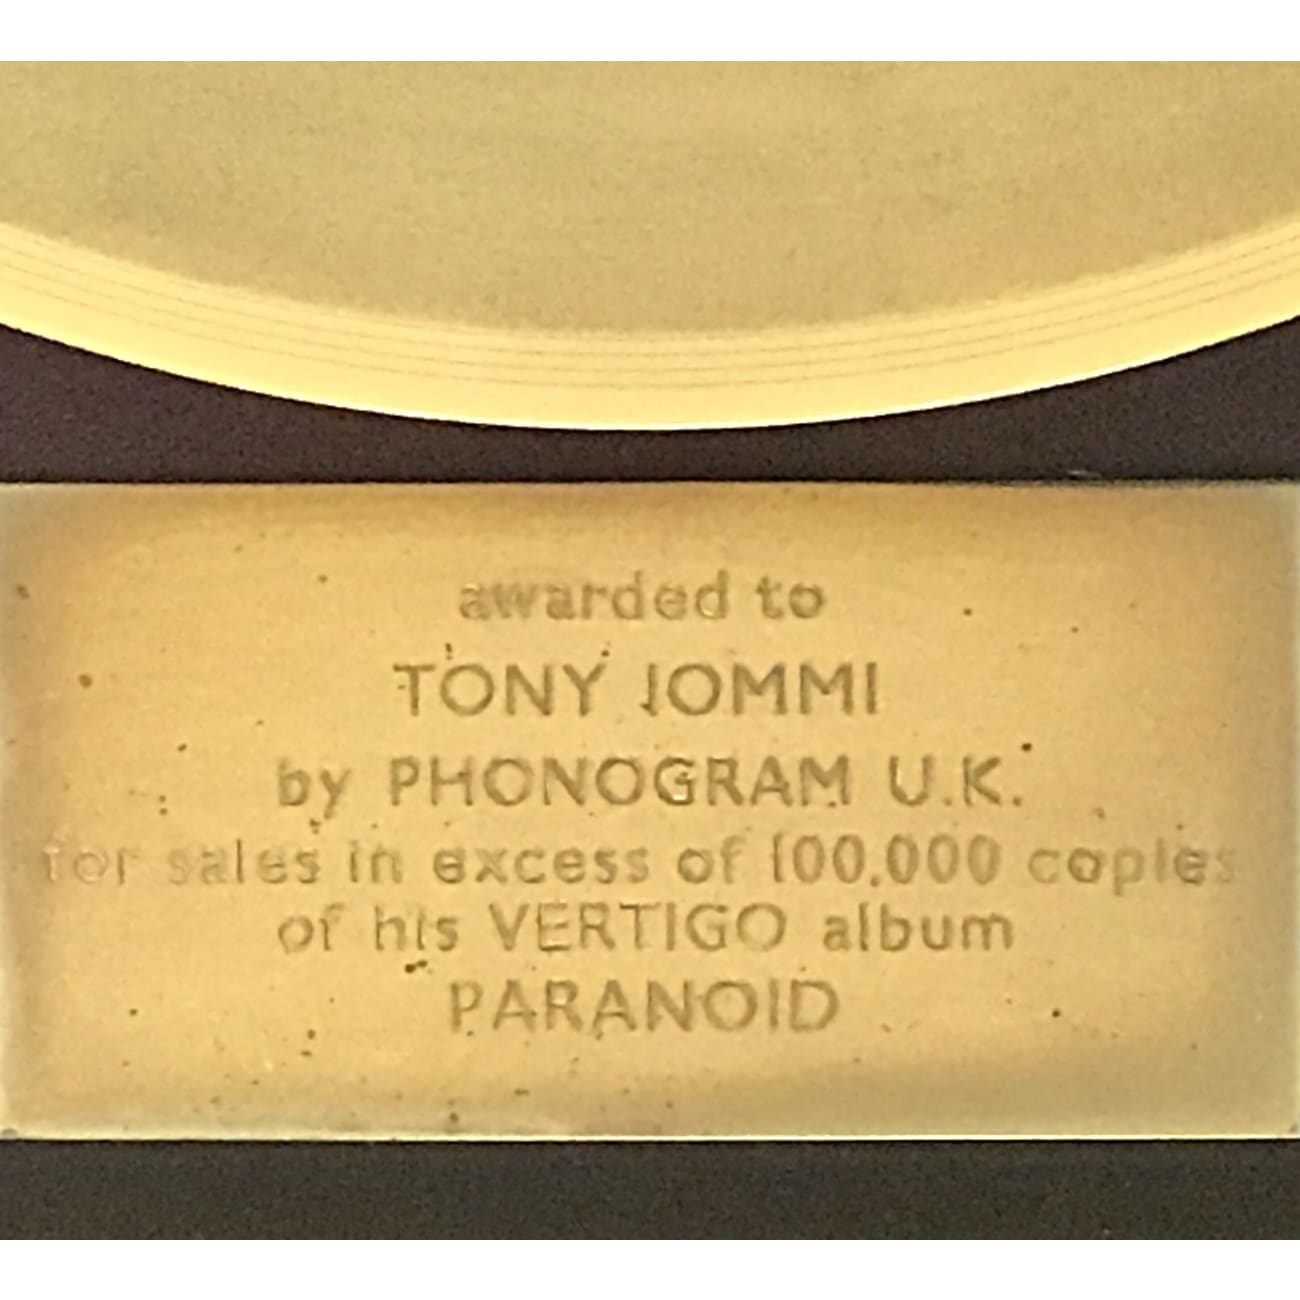 awarded to
TONY IOMMI
by PHONOGRAM U.K.
for sales in excess of 100,000 copies
of his VERTIGO album
PARANOID